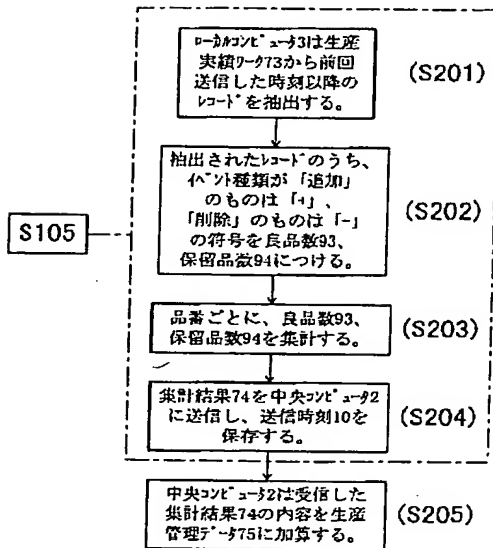 ﾛｰｶﾙｺﾝﾋﾟｭｰﾀ3は生産
実績ﾜｰｸ73から前回
送信した時刻以降の
ﾚｺｰﾄﾞを抽出する。
(S201)
抽出されたﾚｺｰﾄﾞのうち、
ｲﾍﾞﾝﾄ種類が「追加」
のものは「+」、
「削除」のものは「-」
の符号を良品数93、
保留品数94につける。
(S202)
S105
品番ごとに、良品数93、
保留品数94を集計する。
(S203)
集計結果74を中央ｺﾝﾋﾟｭｰﾀ2
に送信し、送信時刻10を
保存する。
(S204)
中央ｺﾝﾋﾟｭｰﾀ2は受信した
集計結果74の内容を生産
管理ﾃﾞｰﾀ75に加算する。
(S205)